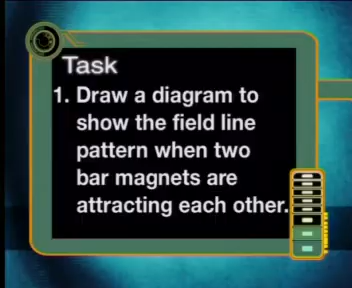 Task
1. Draw a diagram to
show the field line
pattern when two
bar magnets are
attracting each other.